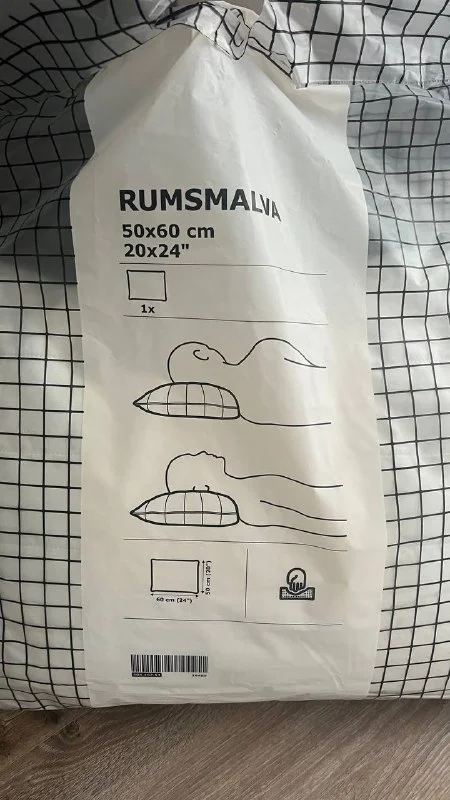 RUMSMALVA
50x60 cm
20x24"
1x
50 cm (20")
60 cm (24")